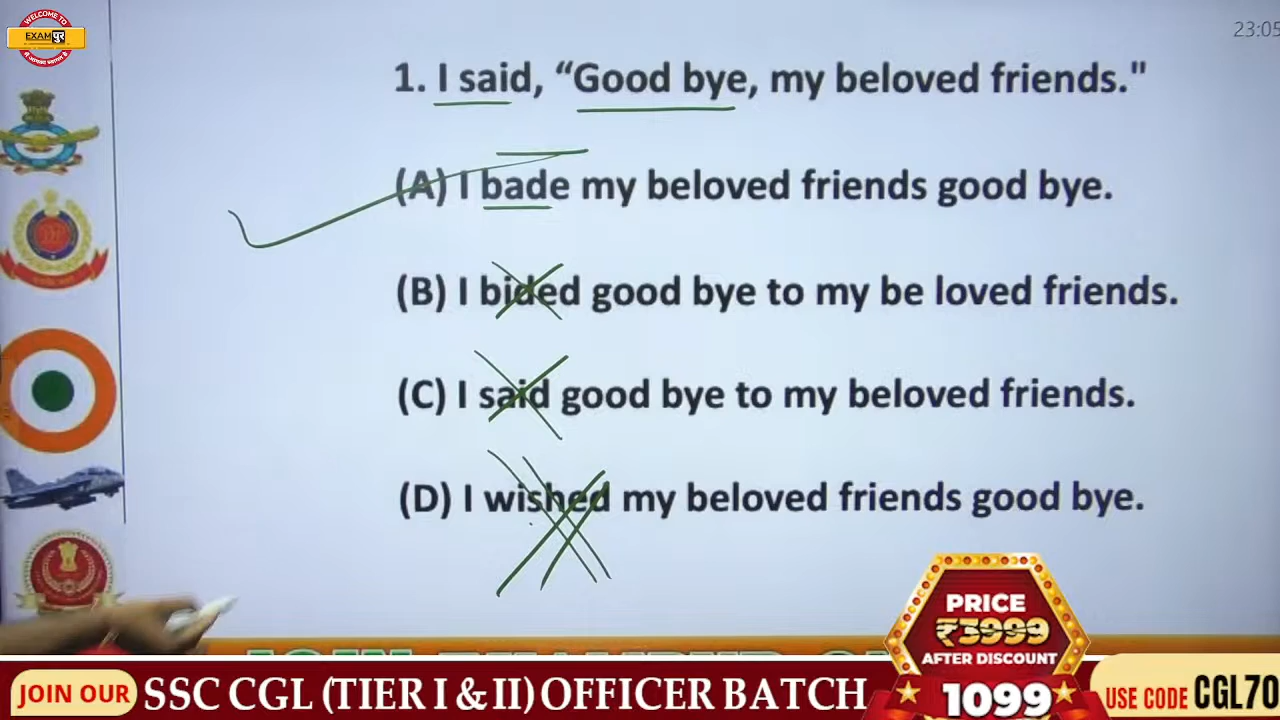 WELCOME TO
EXAM पुर
23:05
1. I said, “Good bye, my beloved friends."
(A) I bade my beloved friends good bye.
(B) I bided good bye to my be loved friends.
(C) I said good bye to my beloved friends.
(D) I wished my beloved friends good bye.
PRICE
₹3999
AFTER DISCOUNT
1099
JOIN OUR SSC CGL (TIER I & II) OFFICER BATCH
USE CODE CGL70